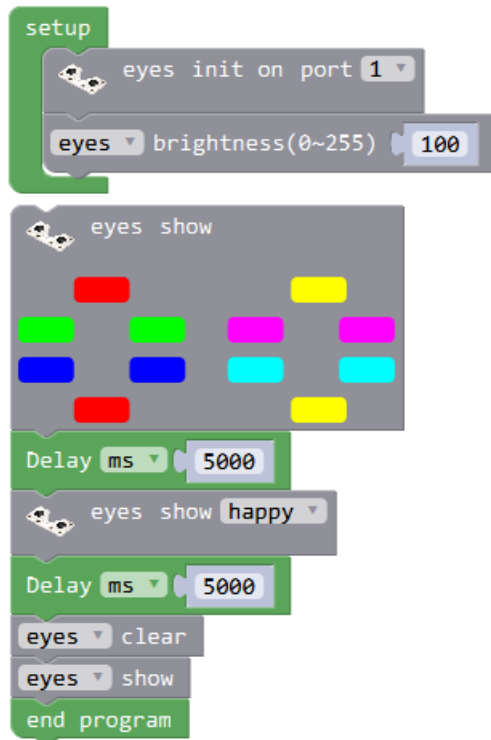 setup
eyes init on port 1
eyes brightness(0~255) 100
eyes show
Delay ms 5000
eyes show happy
Delay ms 5000
eyes clear
eyes show
end program